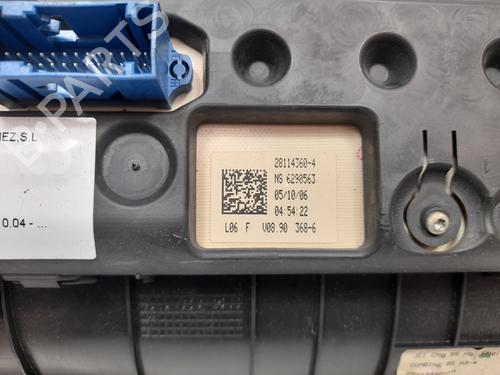 28114360-4
NS 6290563
05/10/06
04:54:22
L06 F V08.90 368-6
EZ,S.L
0.04 - ...
B-PARTS